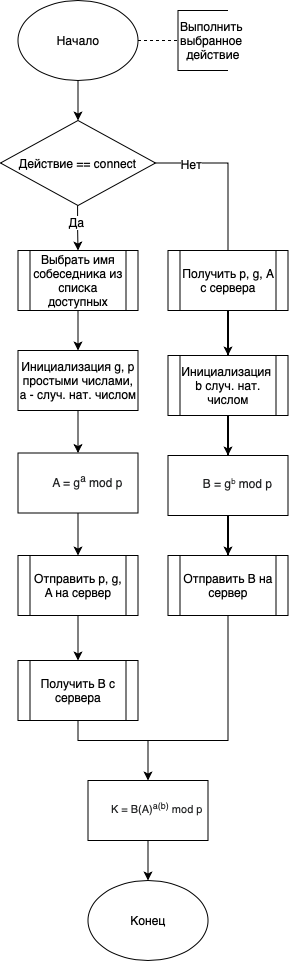 Начало
Выполнить
выбранное
действие
Действие == connect
Нет
Да
Выбрать имя
собеседника из
списка
доступных
Получить p, g, A
с сервера
Инициализация g, p
простыми числами,
a - случ. нат. числом
Инициализация
b случ. нат.
числом
A = gᵃ mod p
B = gᵇ mod p
Отправить p, g,
A на сервер
Отправить B на
сервер
Получить B с
сервера
K = B(A)ᵃ⁽ᵇ⁾ mod p
Конец